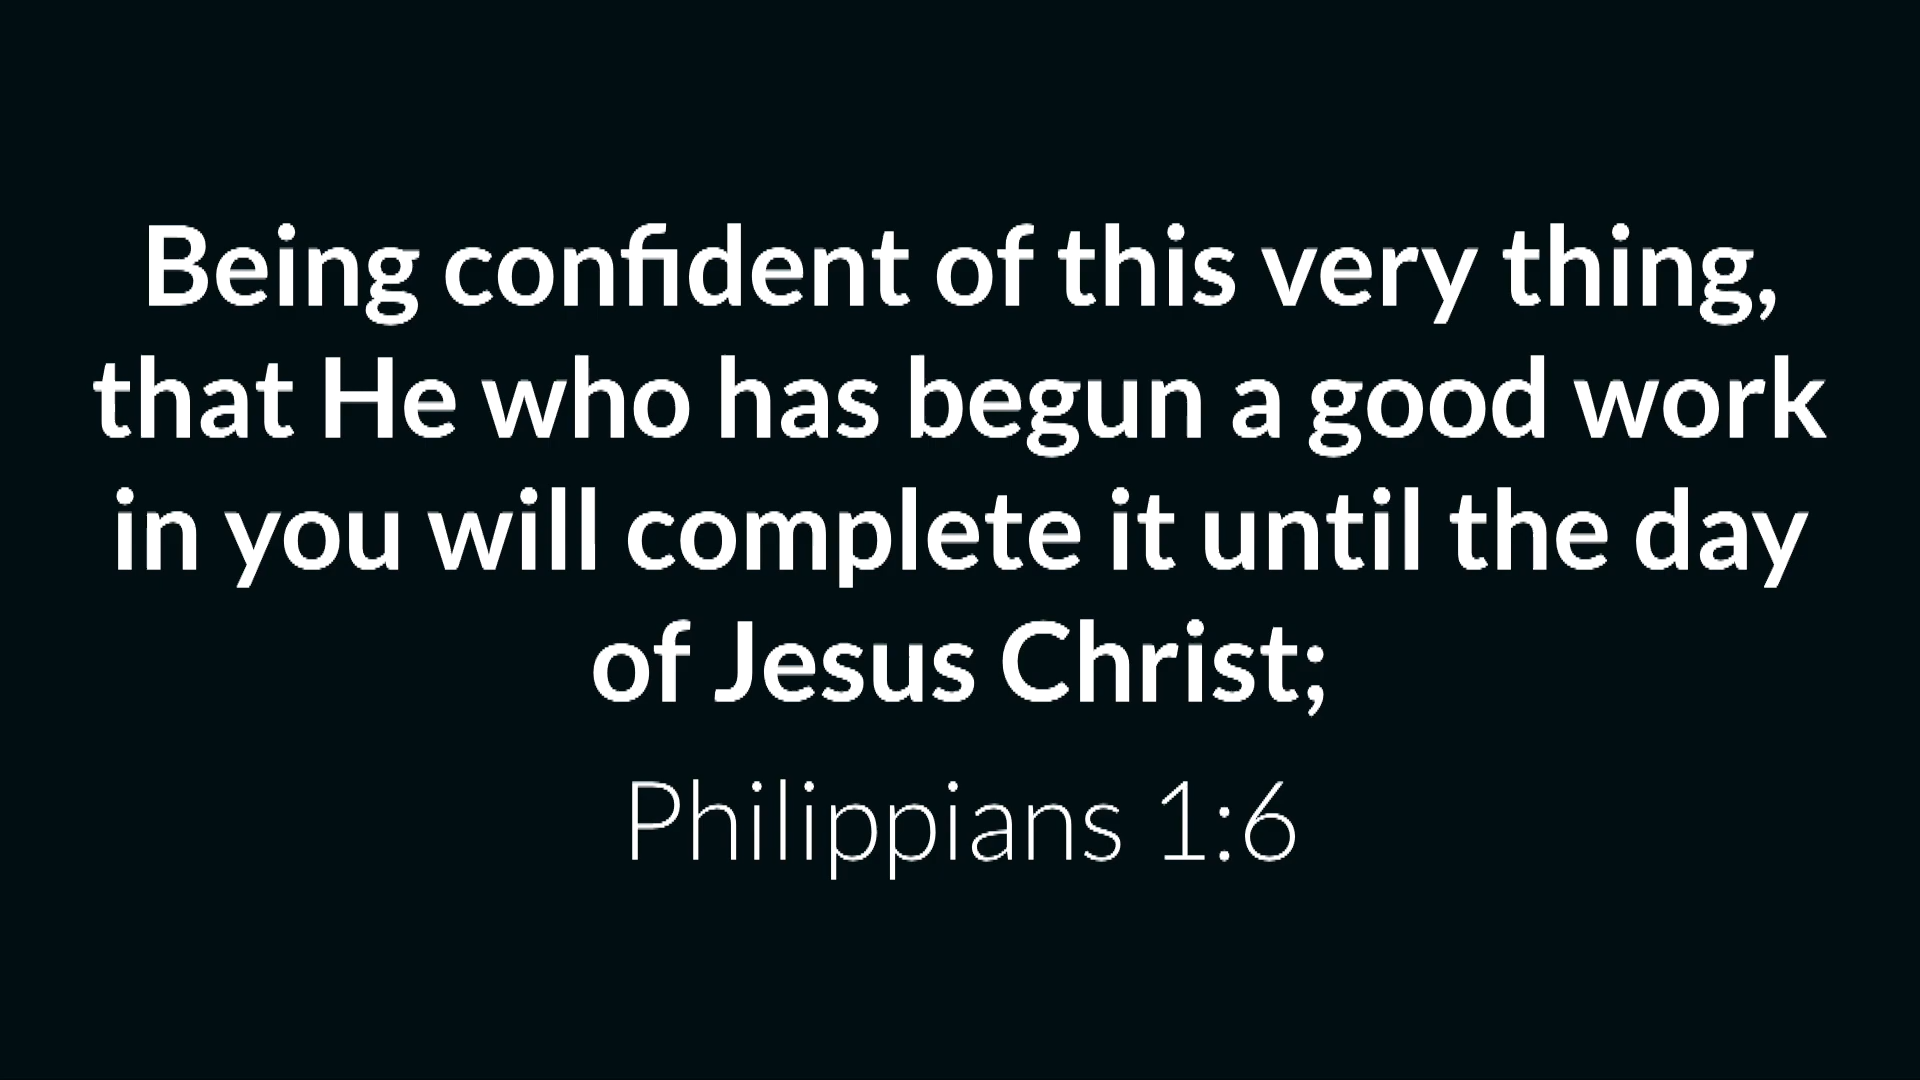 Being confident of this very thing,
that He who has begun a good work
in you will complete it until the day
of Jesus Christ;
Philippians 1:6